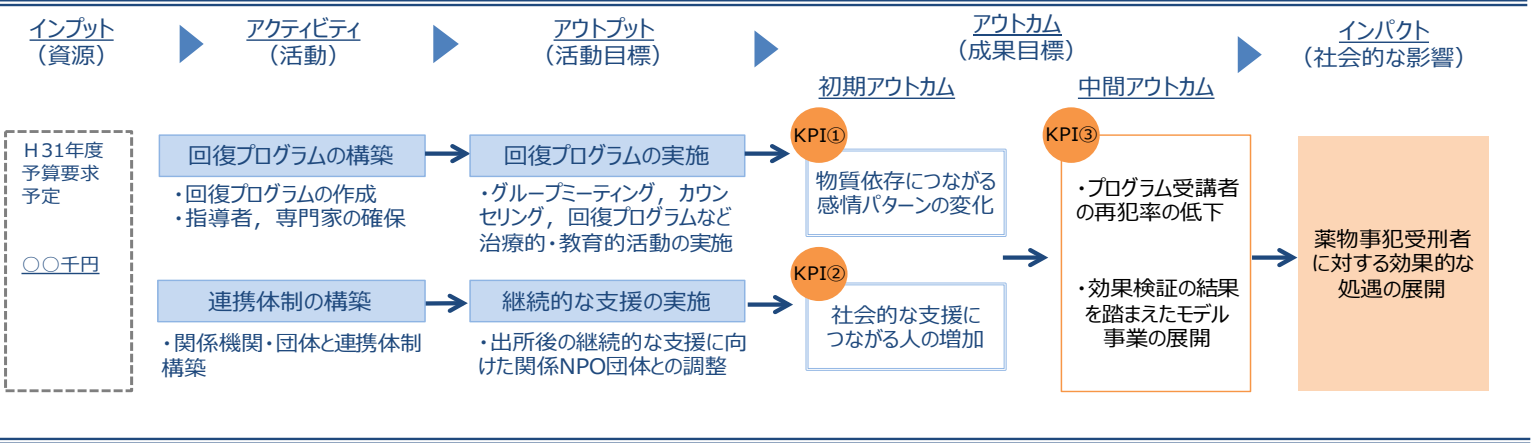 インプット
（資源）
アクティビティ
（活動）
アウトプット
（活動目標）
アウトカム
（成果目標）
インパクト
（社会的な影響）
初期アウトカム
中間アウトカム
Ｈ31年度
予算要求
予定
○○千円
回復プログラムの構築
・回復プログラムの作成
・指導者，専門家の確保
連携体制の構築
・関係機関・団体と連携体制
構築
回復プログラムの実施
・グループミーティング，カウン
セリング，回復プログラムなど
治療的・教育的活動の実施
継続的な支援の実施
・出所後の継続的な支援に向
けた関係NPO団体との調整
KPI①
物質依存につながる
感情パターンの変化
KPI②
社会的な支援に
つながる人の増加
KPI③
・プログラム受講者
の再犯率の低下
・効果検証の結果
を踏まえたモデル
事業の展開
薬物事犯受刑者
に対する効果的な
処遇の展開